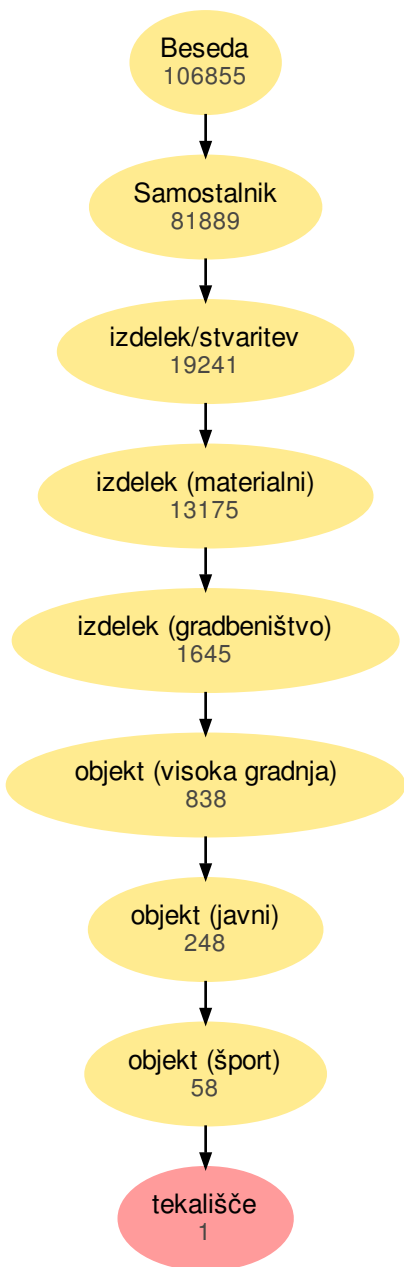 Beseda
106855
Samostalnik
81889
izdelek/stvaritev
19241
izdelek (materialni)
13175
izdelek (gradbeništvo)
1645
objekt (visoka gradnja)
838
objekt (javni)
248
objekt (šport)
58
tekališče
1